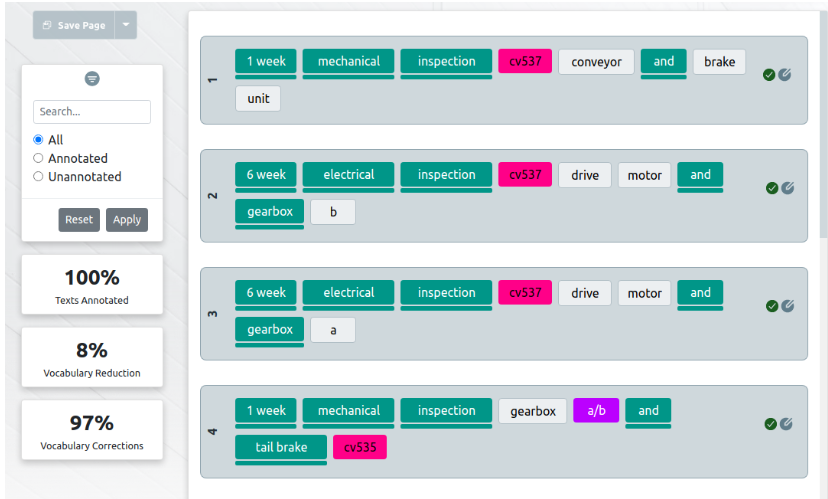 Save Page
Search...
All
Annotated
Unannotated
Reset Apply
100%
Texts Annotated
8%
Vocabulary Reduction
97%
Vocabulary Corrections
1
1 week mechanical inspection cv537 conveyor and brake
unit
2
6 week electrical inspection cv537 drive motor and
gearbox b
3
6 week electrical inspection cv537 drive motor and
gearbox a
4
1 week mechanical inspection gearbox a/b and
tail brake cv535